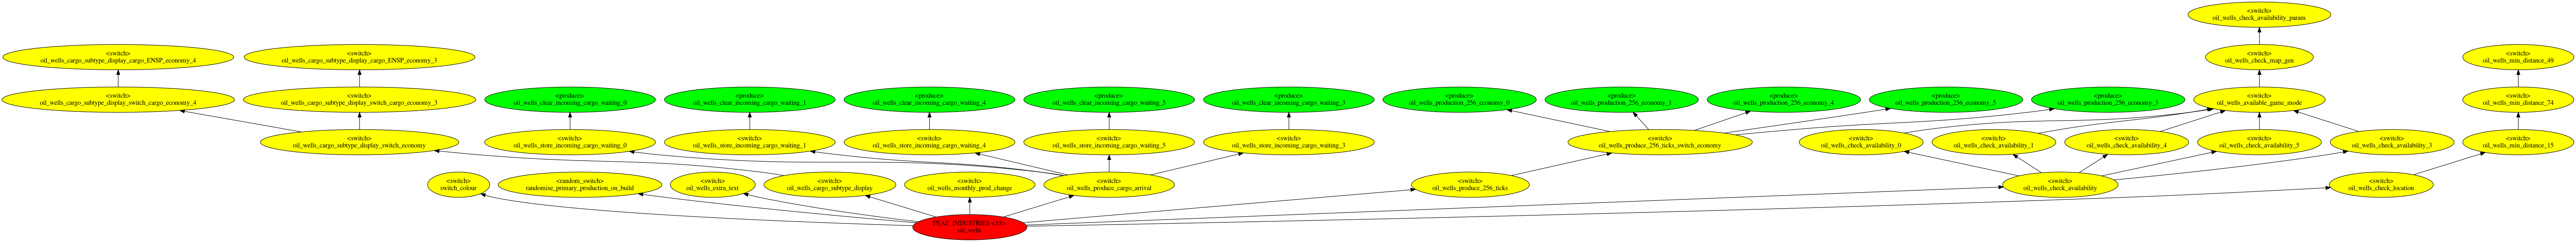 <switch>
oil_wells_check_availability_param
<switch>
oil_wells_cargo_subtype_display_cargo_ENSP_economy_4
<switch>
oil_wells_cargo_subtype_display_cargo_ENSP_economy_3
<switch>
oil_wells_check_map_gen
<switch>
oil_wells_min_distance_49
<switch>
oil_wells_cargo_subtype_display_switch_cargo_economy_4
<switch>
oil_wells_cargo_subtype_display_switch_cargo_economy_3
<produce>
oil_wells_clear_incoming_cargo_waiting_0
<produce>
oil_wells_clear_incoming_cargo_waiting_1
<produce>
oil_wells_clear_incoming_cargo_waiting_4
<produce>
oil_wells_clear_incoming_cargo_waiting_5
<produce>
oil_wells_clear_incoming_cargo_waiting_3
<produce>
oil_wells_production_256_economy_0
<produce>
oil_wells_production_256_economy_1
<produce>
oil_wells_production_256_economy_4
<produce>
oil_wells_production_256_economy_5
<produce>
oil_wells_production_256_economy_3
<switch>
oil_wells_available_game_mode
<switch>
oil_wells_min_distance_74
<switch>
oil_wells_cargo_subtype_display_switch_economy
<switch>
oil_wells_store_incoming_cargo_waiting_0
<switch>
oil_wells_store_incoming_cargo_waiting_1
<switch>
oil_wells_store_incoming_cargo_waiting_4
<switch>
oil_wells_store_incoming_cargo_waiting_5
<switch>
oil_wells_store_incoming_cargo_waiting_3
<switch>
oil_wells_produce_256_ticks_switch_economy
<switch>
oil_wells_check_availability_0
<switch>
oil_wells_check_availability_1
<switch>
oil_wells_check_availability_4
<switch>
oil_wells_check_availability_5
<switch>
oil_wells_check_availability_3
<switch>
oil_wells_min_distance_15
<switch>
switch_colour
<random_switch>
randomise_primary_production_on_build
<switch>
oil_wells_extra_text
<switch>
oil_wells_cargo_subtype_display
<switch>
oil_wells_monthly_prod_change
<switch>
oil_wells_produce_cargo_arrival
<switch>
oil_wells_produce_256_ticks
<switch>
oil_wells_check_availability
<switch>
oil_wells_check_location
oil_wells